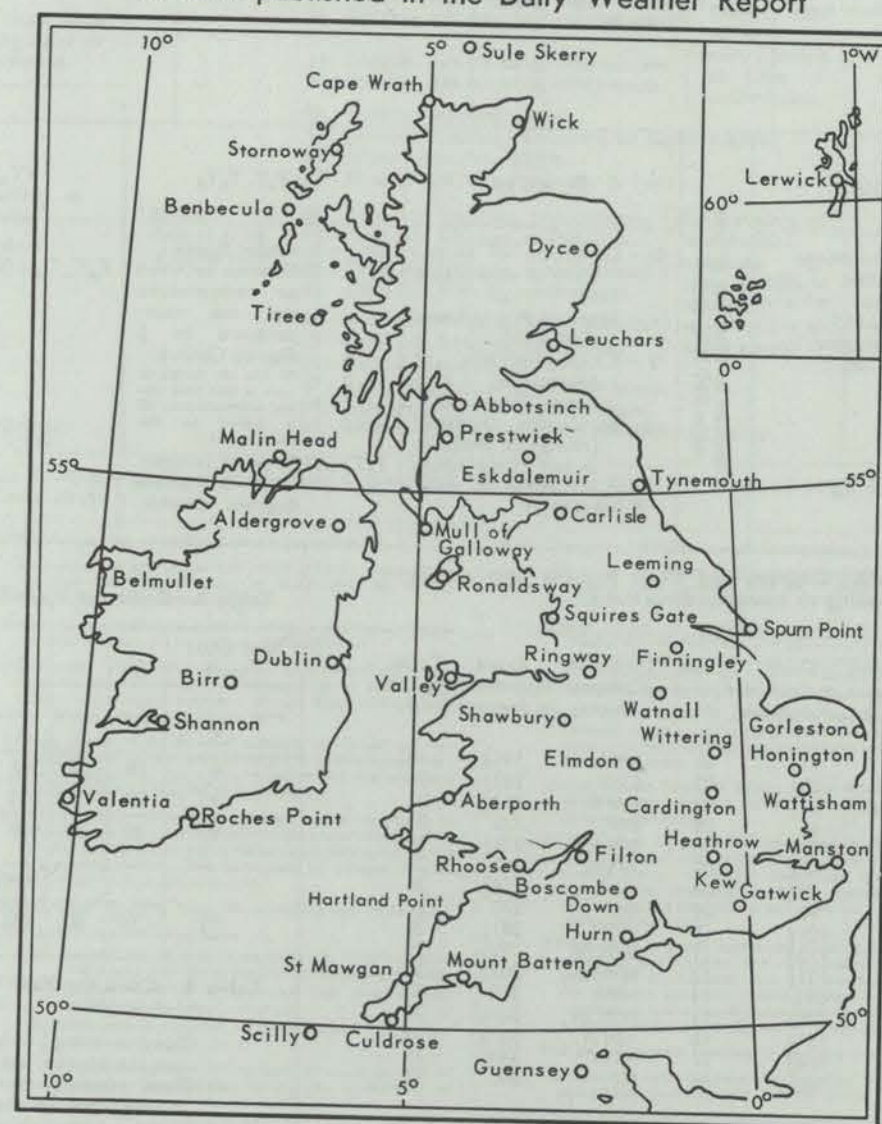 published in the Daily Weather Report
10°
5°
Sule Skerry
1°W
Cape Wrath
Wick
Stornoway
Lerwick
60°
Benbecula
Dyce
Tiree
Leuchars
0°
Abbotsinch
Malin Head
Prestwick
55°
Eskdalemuir
Tynemouth
55°
Aldergrove
Carlisle
Mull of
Galloway
Belmullet
Leeming
Ronaldsway
Squires Gate
Spurn Point
Dublin
Ringway
Finningley
Birr
Valley
Watnall
Shannon
Shawbury
Gorleston
Wittering
Honington
Elmdon
Valentia
Aberporth
Cardington
Wattisham
Roches Point
Heathrow
Manston
Rhoose
Filton
Kew
Boscombe
Down
Gatwick
Hartland Point
Hurn
St Mawgan
Mount Batten
50°
50°
Scilly
Culdrose
Guernsey
10°
5°
0°